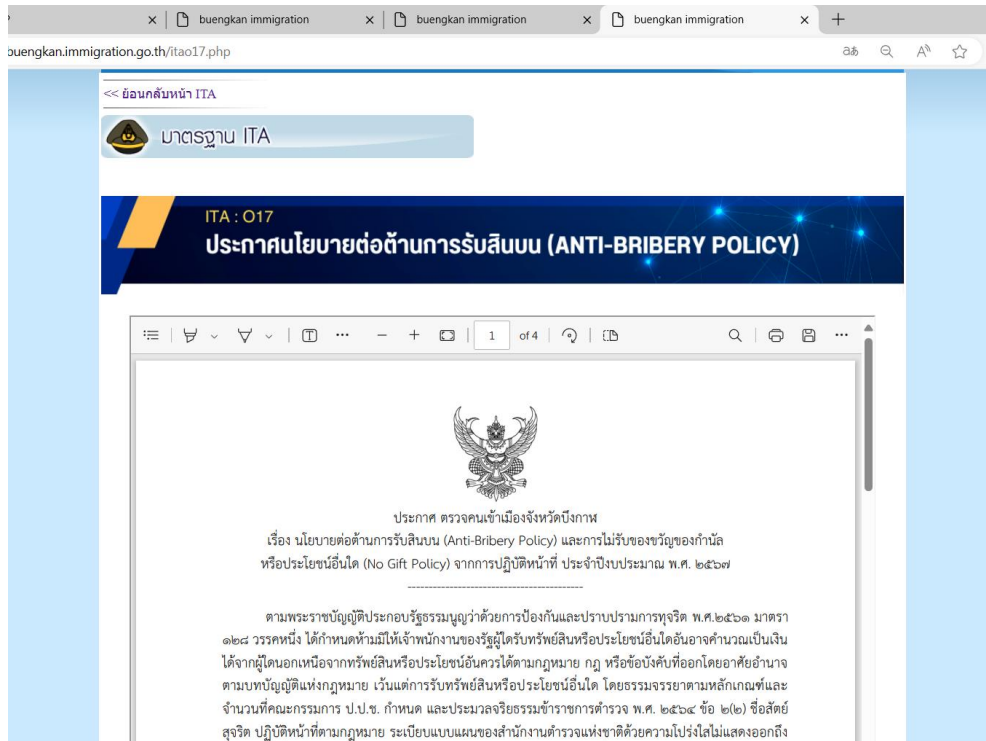 buengkan immigration
buengkan immigration
buengkan immigration
buengkan.immigration.go.th/itao17.php
<< ย้อนกลับหน้า ITA
มาตรฐาน ITA
ITA : O17
ประกาศนโยบายต่อต้านการรับสินบน (ANTI-BRIBERY POLICY)
1 of 4
ประกาศ ตรวจคนเข้าเมืองจังหวัดบึงกาฬ
เรื่อง นโยบายต่อต้านการรับสินบน (Anti-Bribery Policy) และการไม่รับของขวัญของกำนัล
หรือประโยชน์อื่นใด (No Gift Policy) จากการปฏิบัติหน้าที่ ประจำปีงบประมาณ พ.ศ. ๒๕๖๗
------------------------------------------
ตามพระราชบัญญัติประกอบรัฐธรรมนูญว่าด้วยการป้องกันและปราบปรามการทุจริต พ.ศ.๒๕๖๑ มาตรา
๑๒๘ วรรคหนึ่ง ได้กำหนดห้ามมิให้เจ้าพนักงานของรัฐผู้ใดรับทรัพย์สินหรือประโยชน์อื่นใดอันอาจคำนวณเป็นเงิน
ได้จากผู้ใดนอกเหนือจากทรัพย์สินหรือประโยชน์อันควรได้ตามกฎหมาย กฎ หรือข้อบังคับที่ออกโดยอาศัยอำนาจ
ตามบทบัญญัติแห่งกฎหมาย เว้นแต่การรับทรัพย์สินหรือประโยชน์อื่นใด โดยธรรมจรรยาตามหลักเกณฑ์และ
จำนวนที่คณะกรรมการ ป.ป.ช. กำหนด และประมวลจริยธรรมข้าราชการตำรวจ พ.ศ. ๒๕๖๔ ข้อ ๒(๒) ซื่อสัตย์
สุจริต ปฏิบัติหน้าที่ตามกฎหมาย ระเบียบแบบแผนของสำนักงานตำรวจแห่งชาติด้วยความโปร่งใสไม่แสดงออกถึง